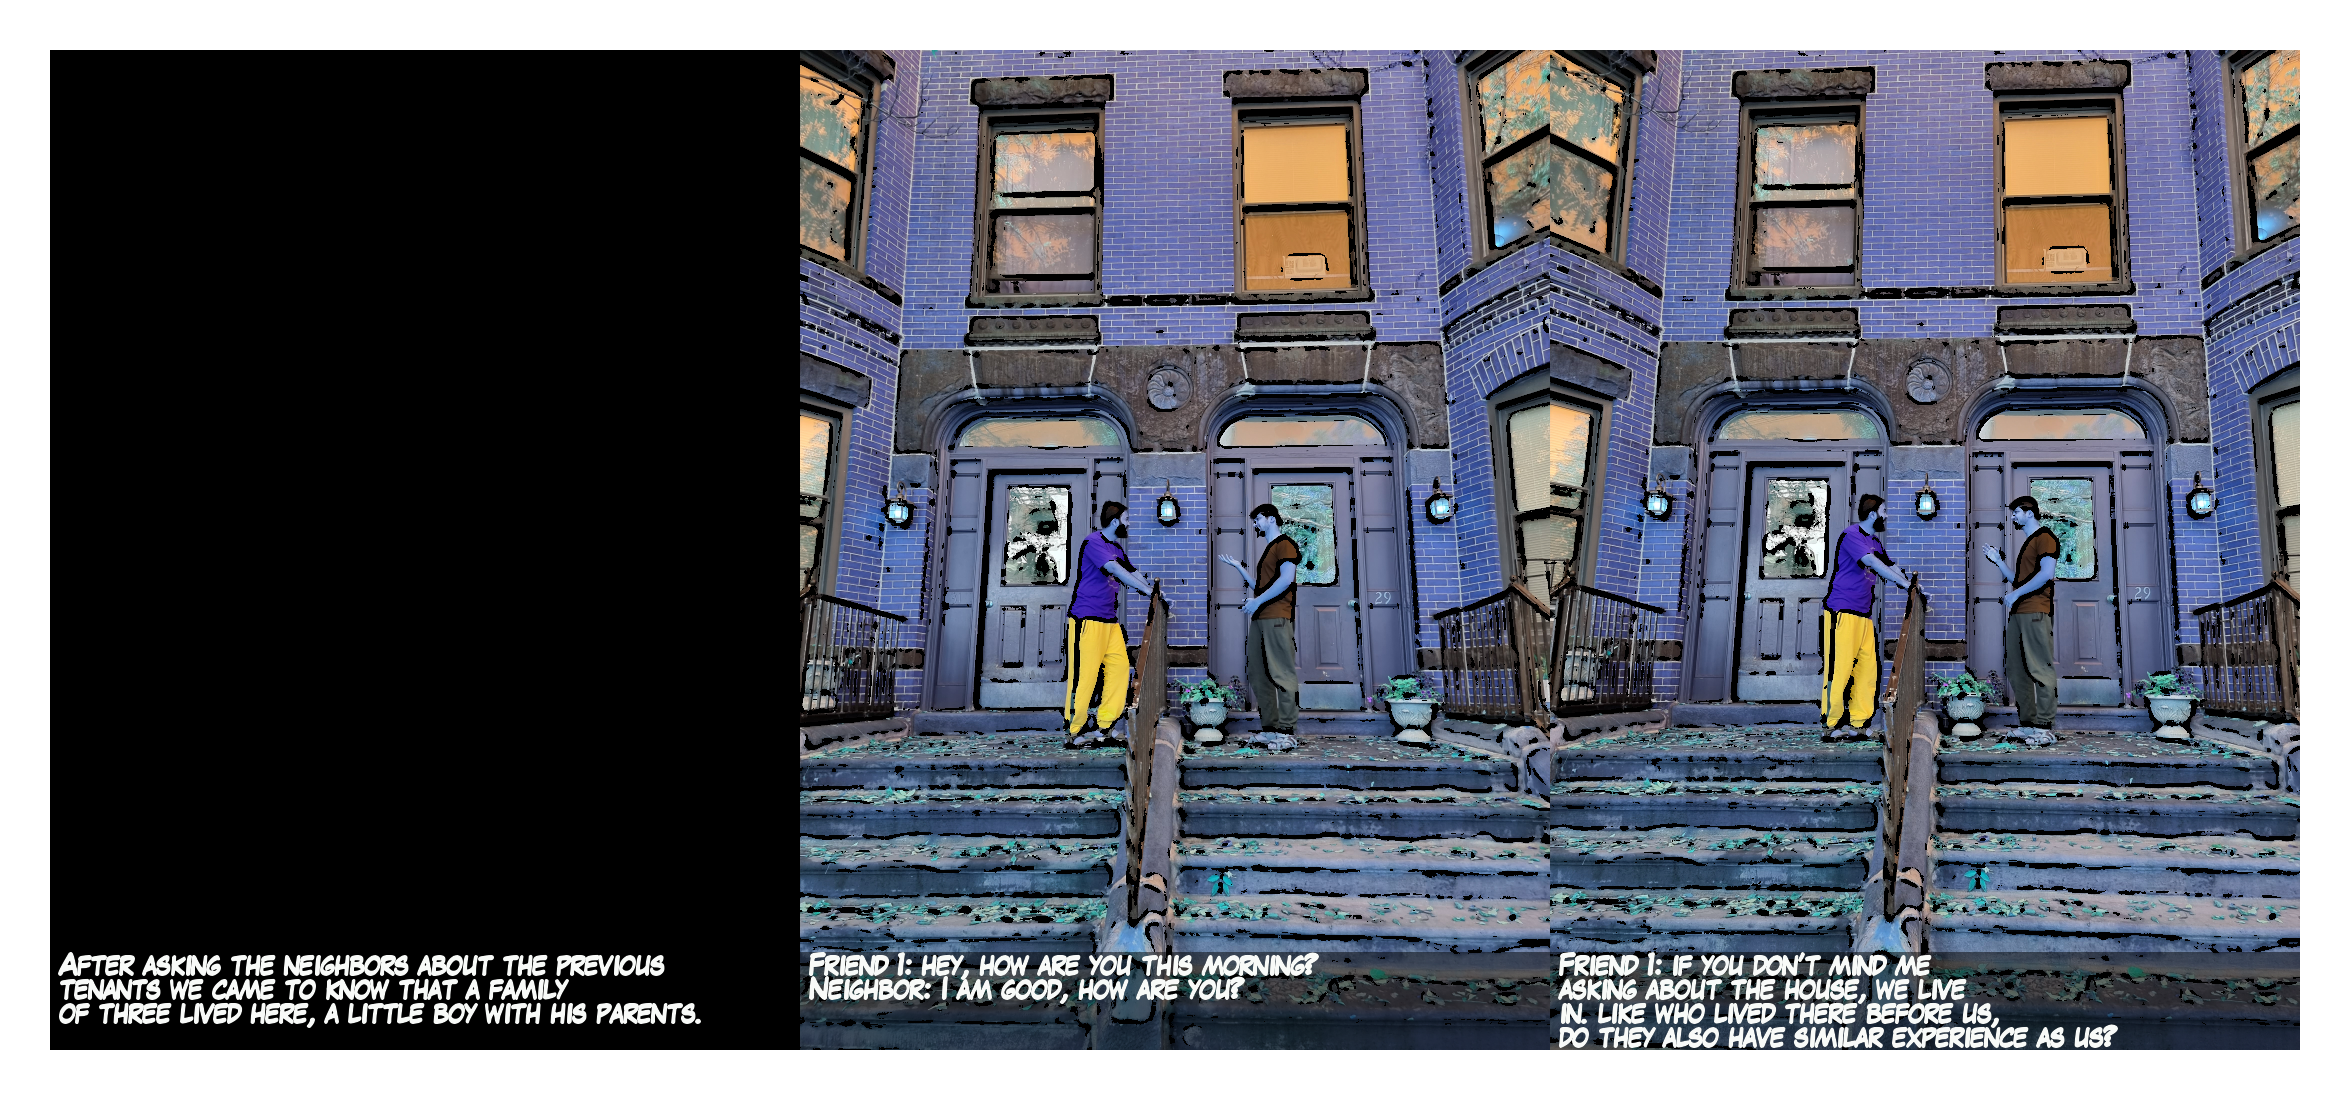 AFTER ASKING THE NEIGHBORS ABOUT THE PREVIOUS
TENANTS WE CAME TO KNOW THAT A FAMILY
OF THREE LIVED HERE, A LITTLE BOY WITH HIS PARENTS.
29
FRIEND 1: HEY, HOW ARE YOU THIS MORNING?
NEIGHBOR: I AM GOOD, HOW ARE YOU?
29
FRIEND 1: IF YOU DON'T MIND ME
ASKING ABOUT THE HOUSE, WE LIVE
IN. LIKE WHO LIVED THERE BEFORE US,
DO THEY ALSO HAVE SIMILAR EXPERIENCE AS US?